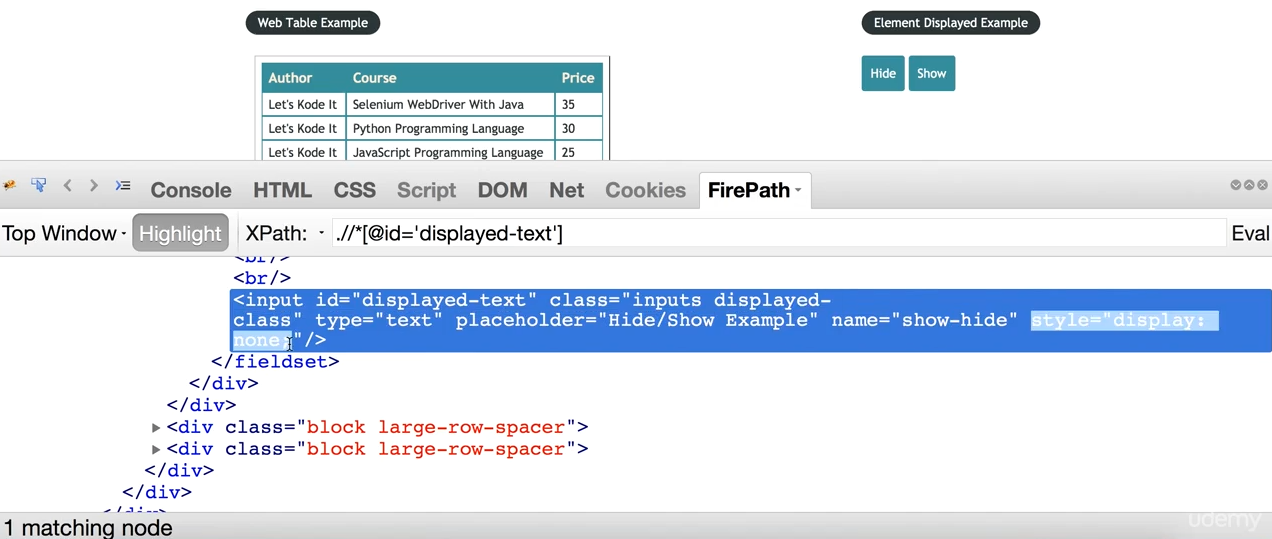 Web Table Example
Element Displayed Example
Author Course Price
Hide Show
Let's Kode It Selenium WebDriver With Java 35
Let's Kode It Python Programming Language 30
Let's Kode It JavaScript Programming Language 25
Console HTML CSS Script DOM Net Cookies FirePath
Top Window Highlight XPath: .//*[@id='displayed-text'] Eval
<br/>
<br/>
<input id="displayed-text" class="inputs displayed-
class" type="text" placeholder="Hide/Show Example" name="show-hide" style="display:
none;"/>
</fieldset>
</div>
</div>
<div class="block large-row-spacer">
<div class="block large-row-spacer">
</div>
</div>
</div>
1 matching node
udemy